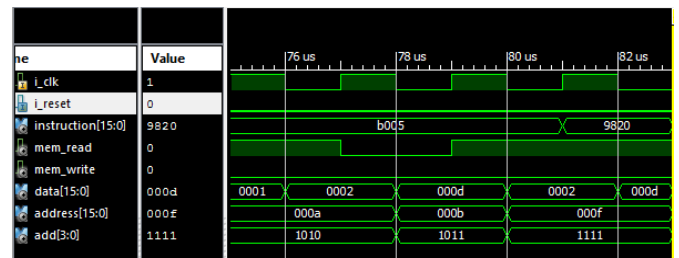 ne Value 76 us 78 us 80 us 82 us
i_clk 1
i_reset 0
instruction[15:0] 9820 b005 9820
mem_read 0
mem_write 0
data[15:0] 000d 0001 0002 000d 0002 000d
address[15:0] 000f 000a 000b 000f
add[3:0] 1111 1010 1011 1111